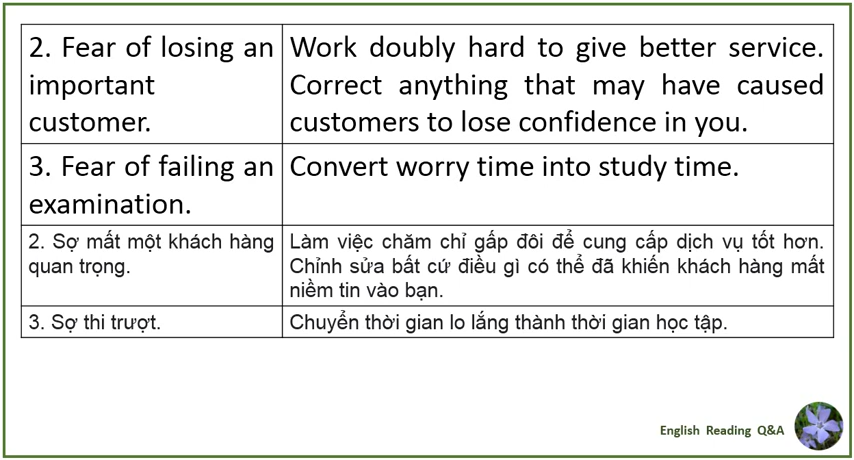 2. Fear of losing an
important
customer.
Work doubly hard to give better service.
Correct anything that may have caused
customers to lose confidence in you.
3. Fear of failing an
examination.
Convert worry time into study time.
2. Sợ mất một khách hàng
quan trọng.
Làm việc chăm chỉ gấp đôi để cung cấp dịch vụ tốt hơn.
Chỉnh sửa bất cứ điều gì có thể đã khiến khách hàng mất
niềm tin vào bạn.
3. Sợ thi trượt.
Chuyển thời gian lo lắng thành thời gian học tập.
English Reading Q&A